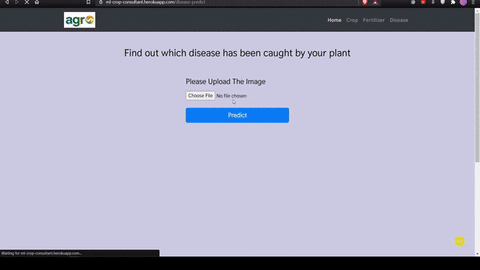 ml-crop-consultant.herokuapp.com/disease-predict
agr
Home Crop Fertilizer Disease
Find out which disease has been caught by your plant
Please Upload The Image
Choose File No file chosen
Predict
Waiting for ml-crop-consultant.herokuapp.com...